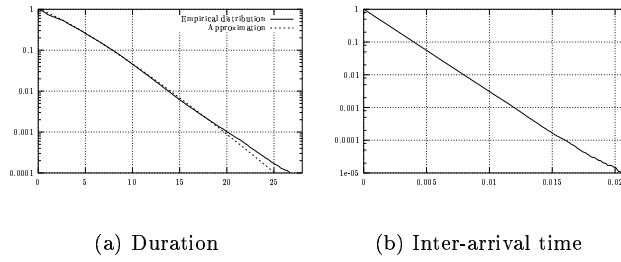 1
0.1
0.01
0.001
0.0001
0 5 10 15 20 25
Empirical distribution
Approximation
(a) Duration
1
0.1
0.01
0.001
0.0001
1e-05
0 0.005 0.01 0.015 0.02
(b) Inter-arrival time